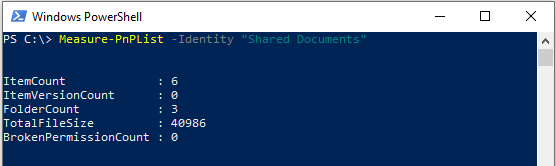 Windows PowerShell
PS C:\> Measure-PnPList -Identity "Shared Documents"
ItemCount : 6
ItemVersionCount : 0
FolderCount : 3
TotalFileSize : 40986
BrokenPermissionCount : 0